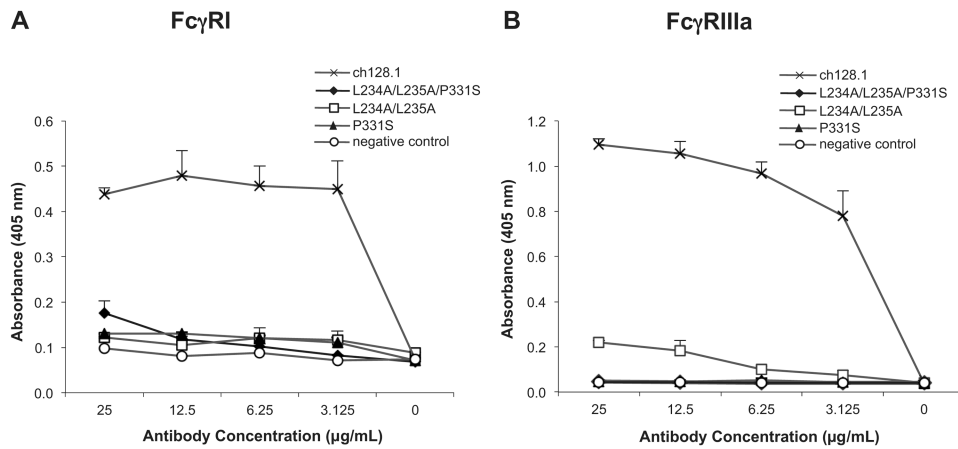 A
FcγRI
ch128.1
L234A/L235A/P331S
L234A/L235A
P331S
negative control
0.6
0.5
0.4
0.3
0.2
0.1
0.0
Absorbance (405 nm)
25
12.5
6.25
3.125
0
Antibody Concentration (µg/mL)
B
FcγRIIIa
ch128.1
L234A/L235A/P331S
L234A/L235A
P331S
negative control
1.2
1.0
0.8
0.6
0.4
0.2
0.0
Absorbance (405 nm)
25
12.5
6.25
3.125
0
Antibody Concentration (µg/mL)